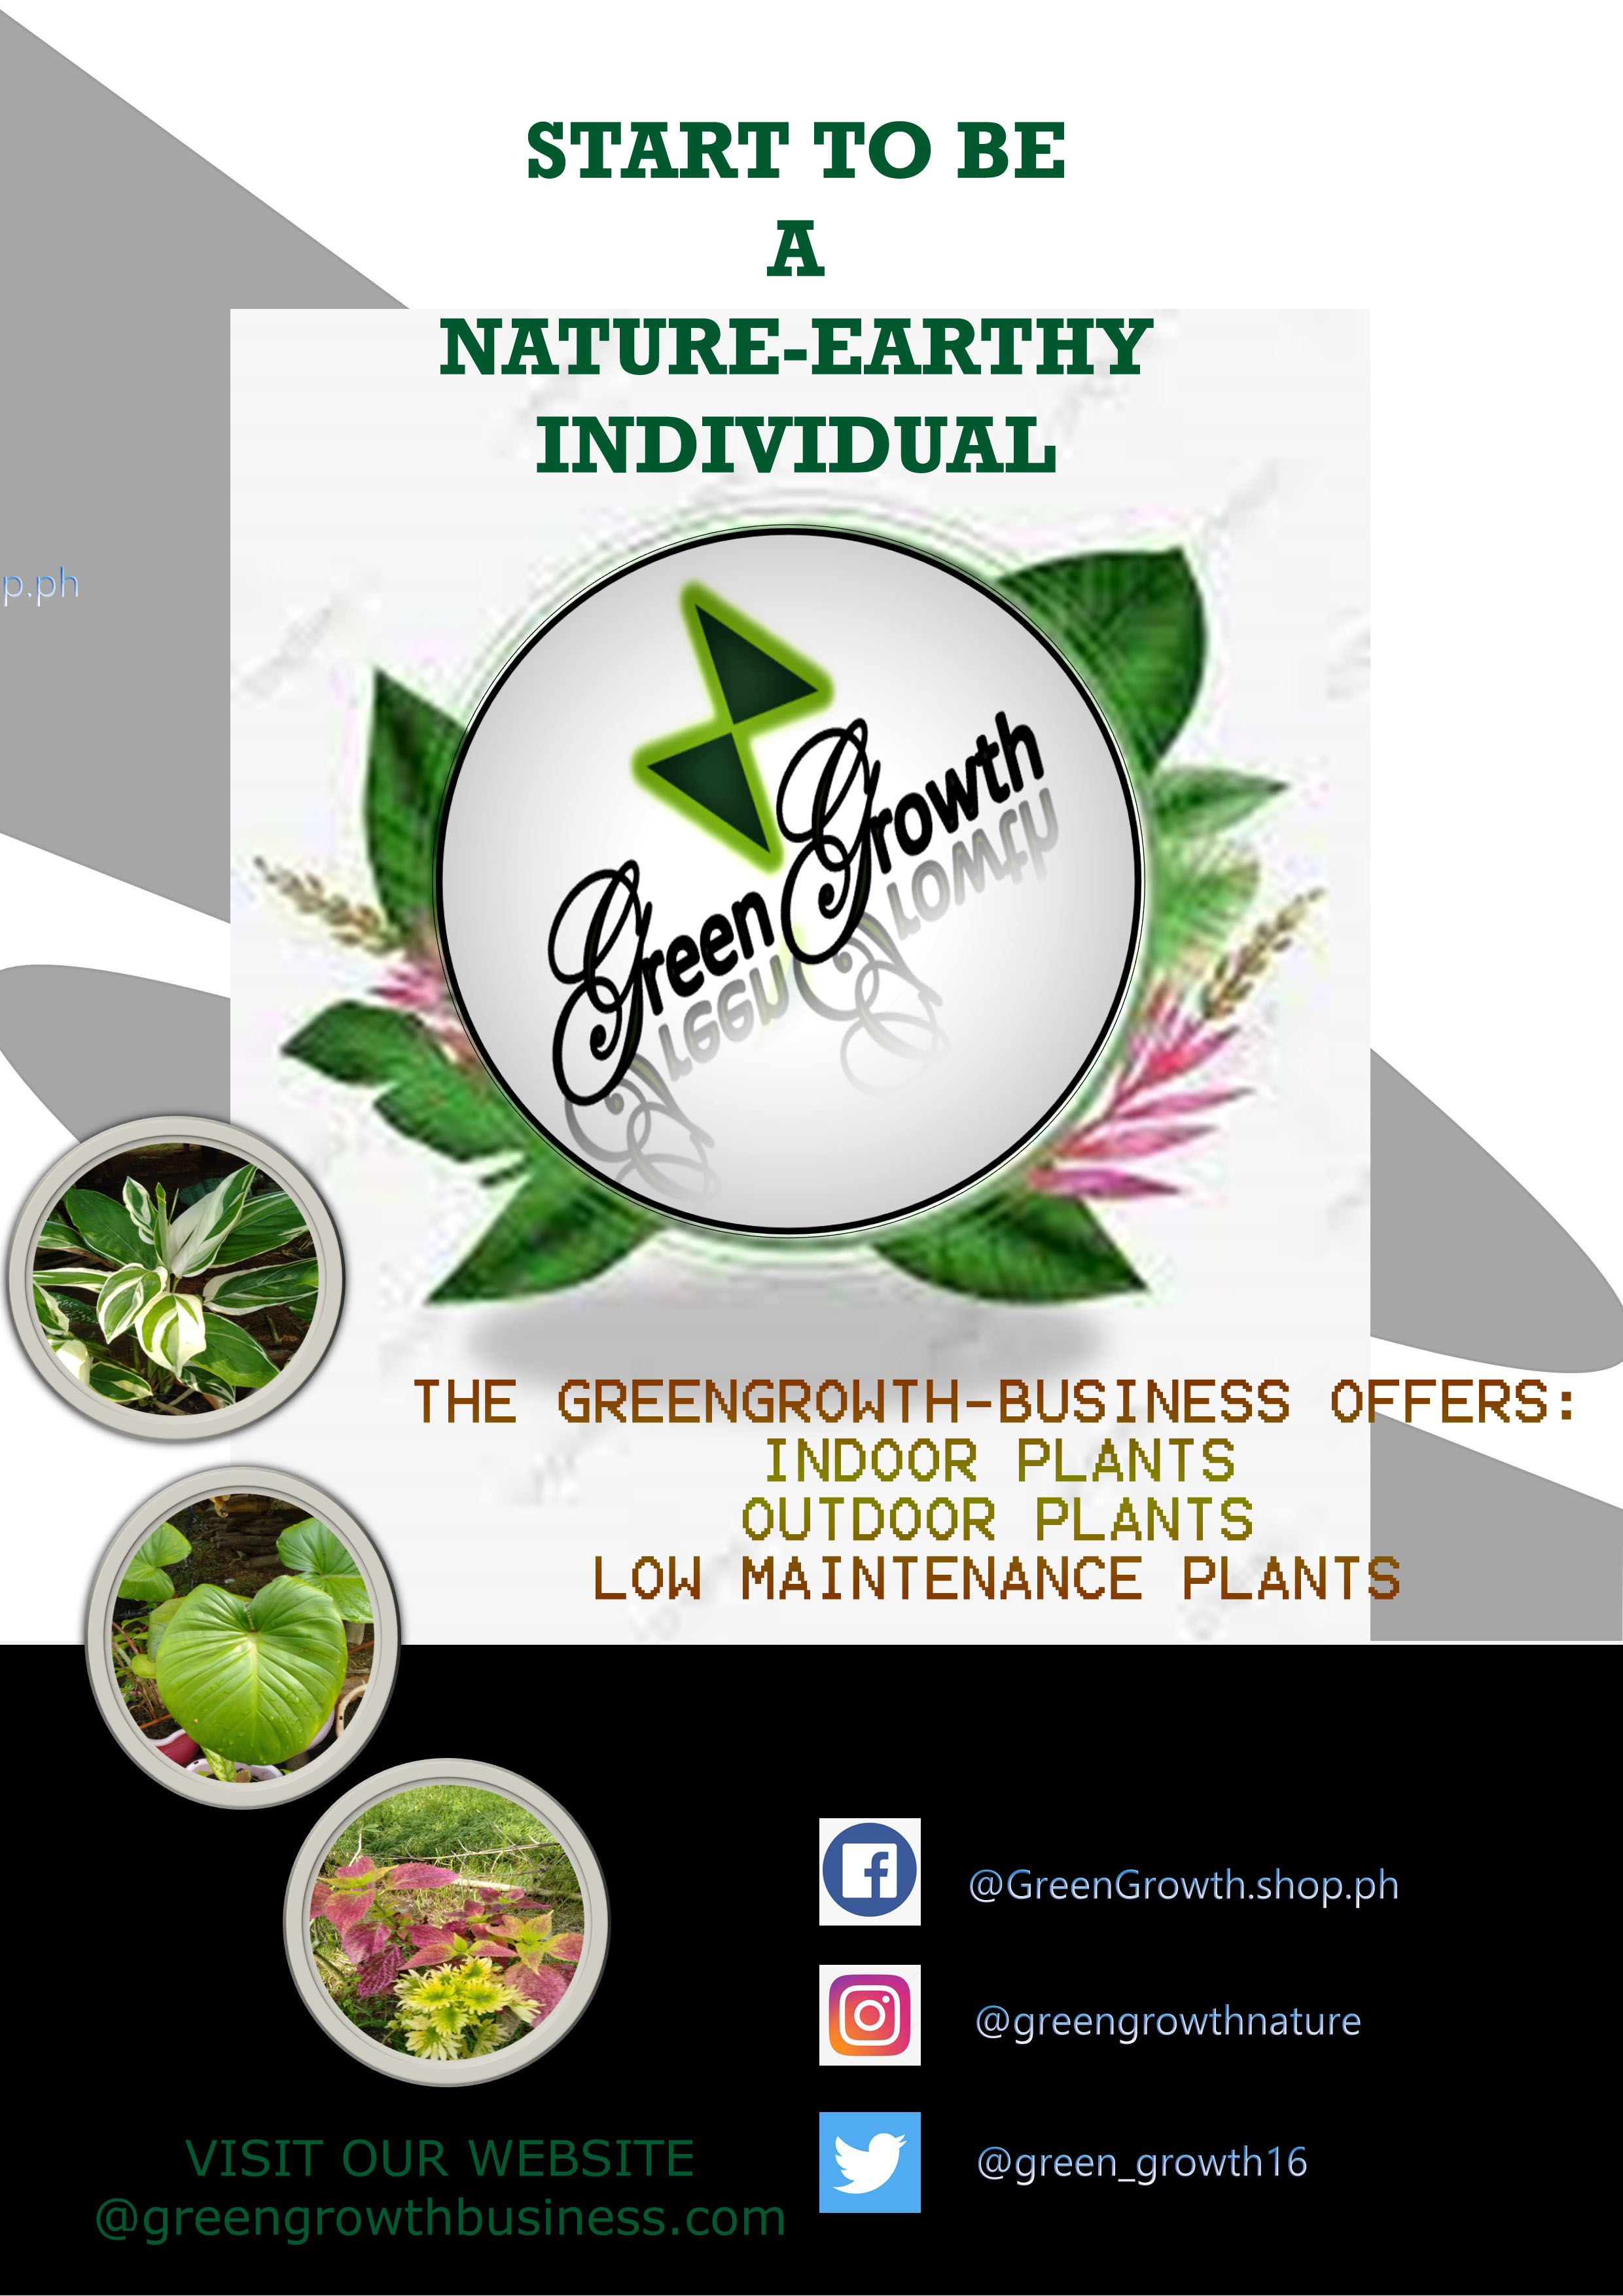 START TO BE
A
NATURE-EARTHY
INDIVIDUAL
p.ph
Green Growth
THE GREENGROWTH-BUSINESS OFFERS:
INDOOR PLANTS
OUTDOOR PLANTS
LOW MAINTENANCE PLANTS
@GreenGrowth.shop.ph
@greengrowthnature
@green_growth16
VISIT OUR WEBSITE
@greengrowthbusiness.com